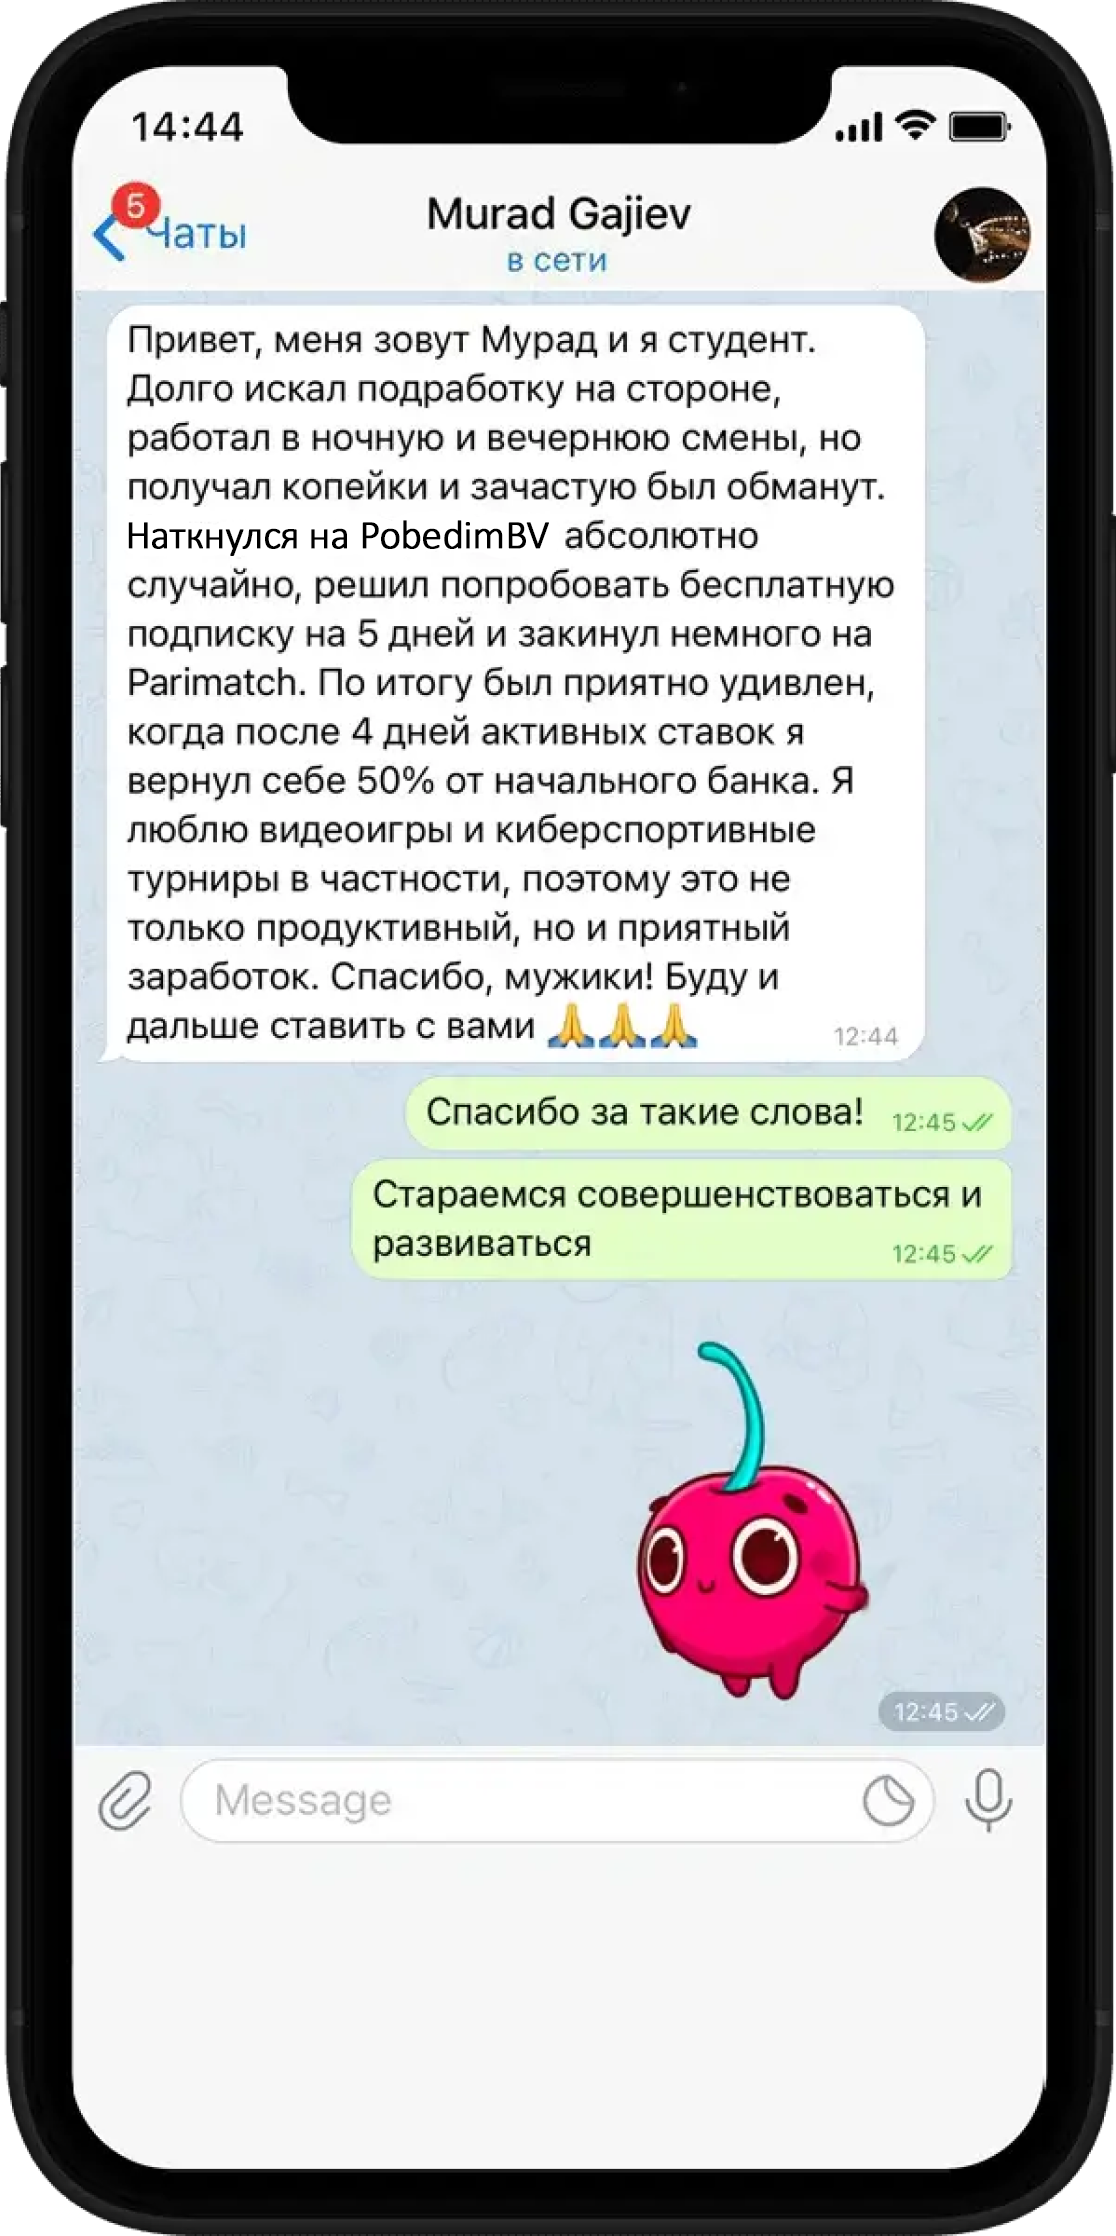 14:44
5
Чаты
Murad Gajiev
в сети
Привет, меня зовут Мурад и я студент.
Долго искал подработку на стороне,
работал в ночную и вечернюю смены, но
получал копейки и зачастую был обманут.
Наткнулся на PobedimBV абсолютно
случайно, решил попробовать бесплатную
подписку на 5 дней и закинул немного на
Parimatch. По итогу был приятно удивлен,
когда после 4 дней активных ставок я
вернул себе 50% от начального банка. Я
люблю видеоигры и киберспортивные
турниры в частности, поэтому это не
только продуктивный, но и приятный
заработок. Спасибо, мужики! Буду и
дальше ставить с вами 🙏🙏🙏 12:44
Спасибо за такие слова! 12:45
Стараемся совершенствоваться и
развиваться 12:45
12:45
Message